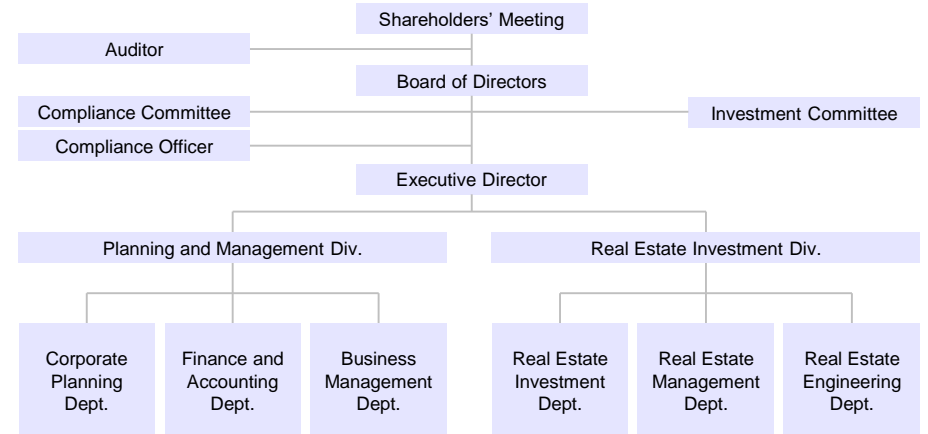 Shareholders’ Meeting
Auditor
Board of Directors
Compliance Committee
Investment Committee
Compliance Officer
Executive Director
Planning and Management Div.
Real Estate Investment Div.
Corporate
Planning
Dept.
Finance and
Accounting
Dept.
Business
Management
Dept.
Real Estate
Investment
Dept.
Real Estate
Management
Dept.
Real Estate
Engineering
Dept.